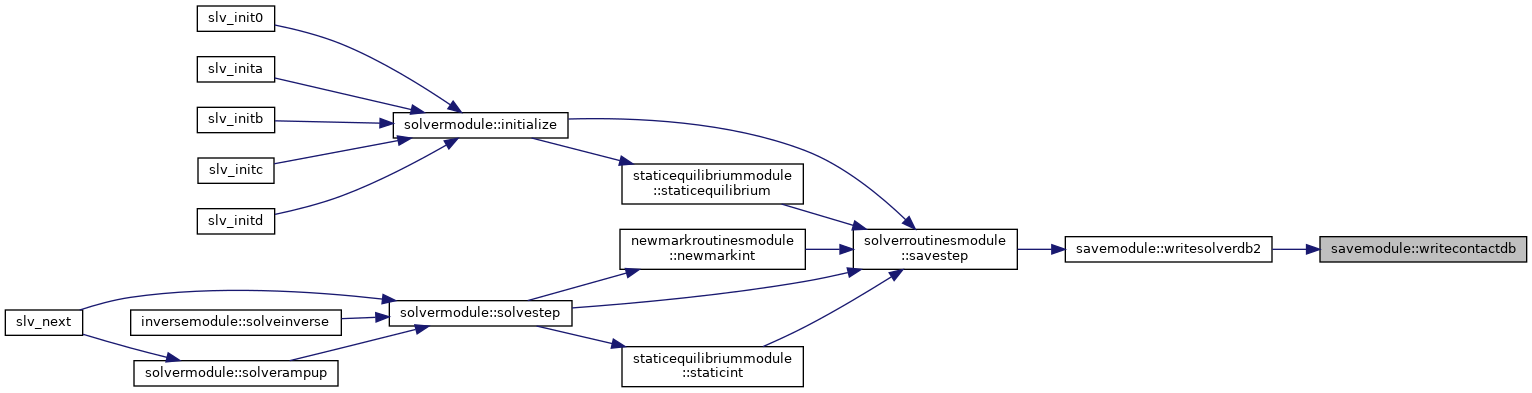 slv_init0
slv_inita
slv_initb
slv_initc
slv_initd
solvermodule::initialize
staticequilibriummodule
::staticequilibrium
newmarkroutinesmodule
::newmarkint
solverroutinesmodule
::savestep
savemodule::writesolverdb2
savemodule::writecontactdb
slv_next
inversemodule::solveinverse
solvermodule::solvestep
solvermodule::solverampup
staticequilibriummodule
::staticint